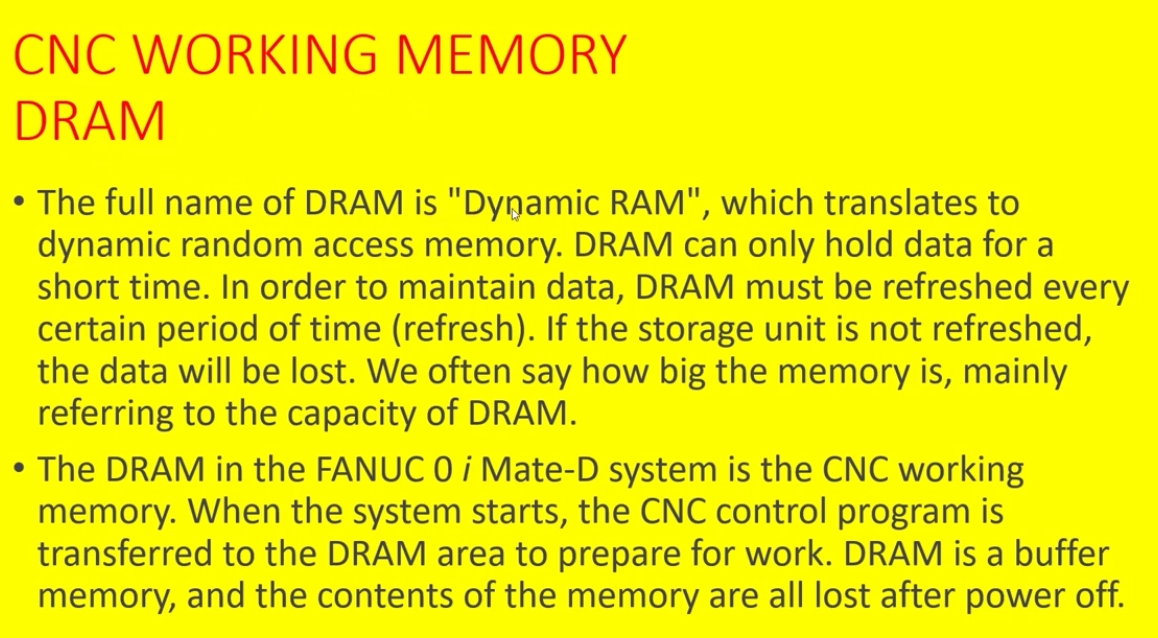 CNC WORKING MEMORY
DRAM
• The full name of DRAM is "Dynamic RAM", which translates to
dynamic random access memory. DRAM can only hold data for a
short time. In order to maintain data, DRAM must be refreshed every
certain period of time (refresh). If the storage unit is not refreshed,
the data will be lost. We often say how big the memory is, mainly
referring to the capacity of DRAM.
• The DRAM in the FANUC 0 i Mate-D system is the CNC working
memory. When the system starts, the CNC control program is
transferred to the DRAM area to prepare for work. DRAM is a buffer
memory, and the contents of the memory are all lost after power off.